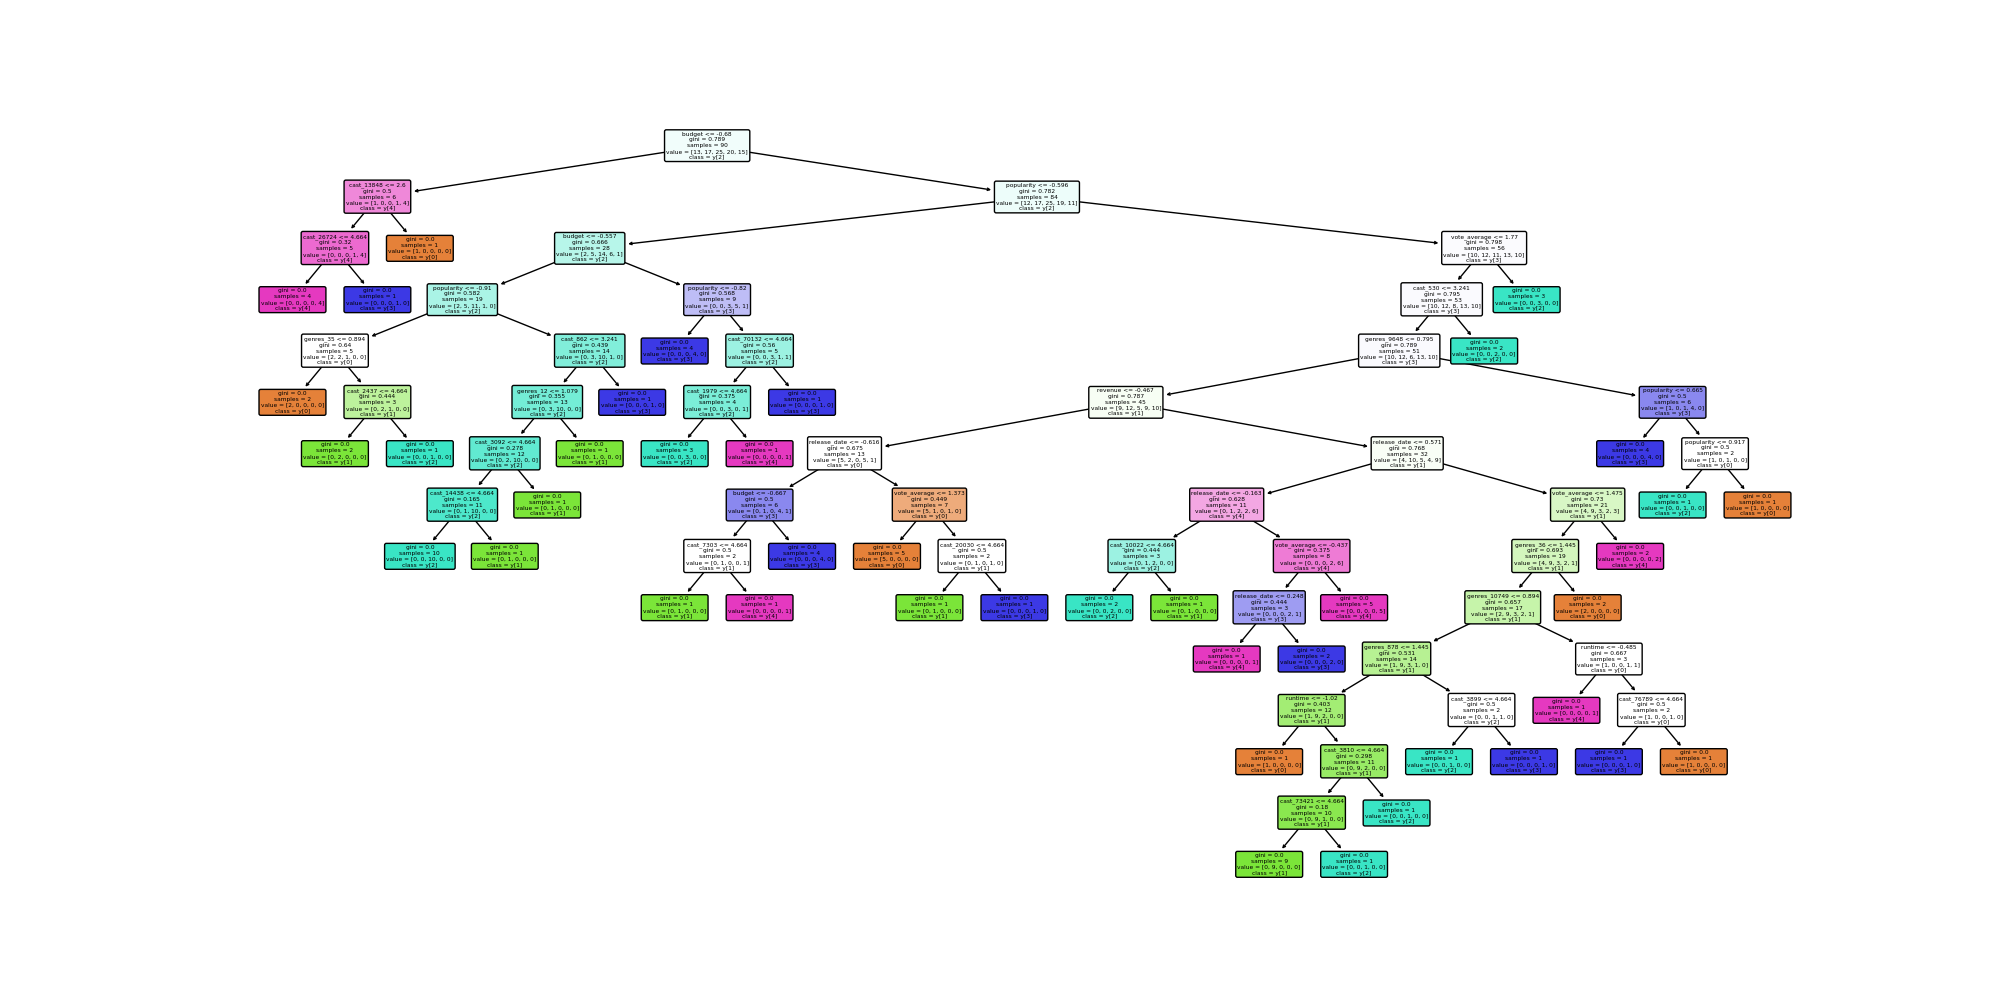 budget <= -0.68
gini = 0.789
samples = 90
value = [13, 17, 25, 20, 15]
class = y[2]
cast_13848 <= 2.6
gini = 0.5
samples = 6
value = [1, 0, 0, 1, 4]
class = y[4]
popularity <= -0.596
gini = 0.782
samples = 84
value = [12, 17, 25, 19, 11]
class = y[2]
cast_26724 <= 4.664
gini = 0.32
samples = 5
value = [0, 0, 0, 1, 4]
class = y[4]
gini = 0.0
samples = 1
value = [1, 0, 0, 0, 0]
class = y[0]
budget <= -0.557
gini = 0.666
samples = 28
value = [2, 5, 14, 6, 1]
class = y[2]
vote_average <= 1.77
gini = 0.798
samples = 56
value = [10, 12, 11, 13, 10]
class = y[3]
gini = 0.0
samples = 4
value = [0, 0, 0, 0, 4]
class = y[4]
gini = 0.0
samples = 1
value = [0, 0, 0, 1, 0]
class = y[3]
popularity <= -0.91
gini = 0.582
samples = 19
value = [2, 5, 11, 1, 0]
class = y[2]
popularity <= -0.82
gini = 0.568
samples = 9
value = [0, 0, 3, 5, 1]
class = y[3]
cast_530 <= 3.241
gini = 0.795
samples = 53
value = [10, 12, 8, 13, 10]
class = y[3]
gini = 0.0
samples = 3
value = [0, 0, 3, 0, 0]
class = y[2]
genres_35 <= 0.894
gini = 0.64
samples = 5
value = [2, 2, 1, 0, 0]
class = y[0]
cast_862 <= 3.241
gini = 0.439
samples = 14
value = [0, 3, 10, 1, 0]
class = y[2]
gini = 0.0
samples = 4
value = [0, 0, 0, 4, 0]
class = y[3]
cast_70132 <= 4.664
gini = 0.56
samples = 5
value = [0, 0, 3, 1, 1]
class = y[2]
genres_9648 <= 0.795
gini = 0.789
samples = 51
value = [10, 12, 6, 13, 10]
class = y[3]
gini = 0.0
samples = 2
value = [0, 0, 2, 0, 0]
class = y[2]
gini = 0.0
samples = 2
value = [2, 0, 0, 0, 0]
class = y[0]
cast_2437 <= 4.664
gini = 0.444
samples = 3
value = [0, 2, 1, 0, 0]
class = y[1]
genres_12 <= 1.079
gini = 0.355
samples = 13
value = [0, 3, 10, 0, 0]
class = y[2]
gini = 0.0
samples = 1
value = [0, 0, 0, 1, 0]
class = y[3]
cast_1979 <= 4.664
gini = 0.375
samples = 4
value = [0, 0, 3, 0, 1]
class = y[2]
gini = 0.0
samples = 1
value = [0, 0, 0, 1, 0]
class = y[3]
revenue <= -0.467
gini = 0.787
samples = 45
value = [9, 12, 5, 9, 10]
class = y[1]
popularity <= 0.665
gini = 0.5
samples = 6
value = [1, 0, 1, 4, 0]
class = y[3]
gini = 0.0
samples = 2
value = [0, 2, 0, 0, 0]
class = y[1]
gini = 0.0
samples = 1
value = [0, 0, 1, 0, 0]
class = y[2]
cast_3092 <= 4.664
gini = 0.278
samples = 12
value = [0, 2, 10, 0, 0]
class = y[2]
gini = 0.0
samples = 1
value = [0, 1, 0, 0, 0]
class = y[1]
gini = 0.0
samples = 3
value = [0, 0, 3, 0, 0]
class = y[2]
gini = 0.0
samples = 1
value = [0, 0, 0, 0, 1]
class = y[4]
release_date <= -0.616
gini = 0.675
samples = 13
value = [5, 2, 0, 5, 1]
class = y[0]
release_date <= 0.571
gini = 0.768
samples = 32
value = [4, 10, 5, 4, 9]
class = y[1]
gini = 0.0
samples = 4
value = [0, 0, 0, 4, 0]
class = y[3]
popularity <= 0.917
gini = 0.5
samples = 2
value = [1, 0, 1, 0, 0]
class = y[0]
cast_14438 <= 4.664
gini = 0.165
samples = 11
value = [0, 1, 10, 0, 0]
class = y[2]
gini = 0.0
samples = 1
value = [0, 1, 0, 0, 0]
class = y[1]
budget <= -0.667
gini = 0.5
samples = 6
value = [0, 1, 0, 4, 1]
class = y[3]
vote_average <= 1.373
gini = 0.449
samples = 7
value = [5, 1, 0, 1, 0]
class = y[0]
release_date <= -0.163
gini = 0.628
samples = 11
value = [0, 1, 2, 2, 6]
class = y[4]
vote_average <= 1.475
gini = 0.73
samples = 21
value = [4, 9, 3, 2, 3]
class = y[1]
gini = 0.0
samples = 1
value = [0, 0, 1, 0, 0]
class = y[2]
gini = 0.0
samples = 1
value = [1, 0, 0, 0, 0]
class = y[0]
gini = 0.0
samples = 10
value = [0, 0, 10, 0, 0]
class = y[2]
gini = 0.0
samples = 1
value = [0, 1, 0, 0, 0]
class = y[1]
cast_7303 <= 4.664
gini = 0.5
samples = 2
value = [0, 1, 0, 0, 1]
class = y[1]
gini = 0.0
samples = 4
value = [0, 0, 0, 4, 0]
class = y[3]
gini = 0.0
samples = 5
value = [5, 0, 0, 0, 0]
class = y[0]
cast_20030 <= 4.664
gini = 0.5
samples = 2
value = [0, 1, 0, 1, 0]
class = y[1]
cast_10022 <= 4.664
gini = 0.444
samples = 3
value = [0, 1, 2, 0, 0]
class = y[2]
vote_average <= -0.437
gini = 0.375
samples = 8
value = [0, 0, 0, 2, 6]
class = y[4]
genres_36 <= 1.445
gini = 0.693
samples = 19
value = [4, 9, 3, 2, 1]
class = y[1]
gini = 0.0
samples = 2
value = [0, 0, 0, 0, 2]
class = y[4]
gini = 0.0
samples = 1
value = [0, 1, 0, 0, 0]
class = y[1]
gini = 0.0
samples = 1
value = [0, 0, 0, 0, 1]
class = y[4]
gini = 0.0
samples = 1
value = [0, 1, 0, 0, 0]
class = y[1]
gini = 0.0
samples = 1
value = [0, 0, 0, 1, 0]
class = y[3]
gini = 0.0
samples = 2
value = [0, 0, 2, 0, 0]
class = y[2]
gini = 0.0
samples = 1
value = [0, 1, 0, 0, 0]
class = y[1]
release_date <= 0.248
gini = 0.444
samples = 3
value = [0, 0, 0, 2, 1]
class = y[3]
gini = 0.0
samples = 5
value = [0, 0, 0, 0, 5]
class = y[4]
genres_10749 <= 0.894
gini = 0.657
samples = 17
value = [2, 9, 3, 2, 1]
class = y[1]
gini = 0.0
samples = 2
value = [2, 0, 0, 0, 0]
class = y[0]
gini = 0.0
samples = 1
value = [0, 0, 0, 0, 1]
class = y[4]
gini = 0.0
samples = 2
value = [0, 0, 0, 2, 0]
class = y[3]
genres_878 <= 1.445
gini = 0.531
samples = 14
value = [1, 9, 3, 1, 0]
class = y[1]
runtime <= -0.485
gini = 0.667
samples = 3
value = [1, 0, 0, 1, 1]
class = y[0]
runtime <= -1.02
gini = 0.403
samples = 12
value = [1, 9, 2, 0, 0]
class = y[1]
cast_3899 <= 4.664
gini = 0.5
samples = 2
value = [0, 0, 1, 1, 0]
class = y[2]
gini = 0.0
samples = 1
value = [0, 0, 0, 0, 1]
class = y[4]
cast_76789 <= 4.664
gini = 0.5
samples = 2
value = [1, 0, 0, 1, 0]
class = y[0]
gini = 0.0
samples = 1
value = [1, 0, 0, 0, 0]
class = y[0]
cast_3810 <= 4.664
gini = 0.298
samples = 11
value = [0, 9, 2, 0, 0]
class = y[1]
gini = 0.0
samples = 1
value = [0, 0, 1, 0, 0]
class = y[2]
gini = 0.0
samples = 1
value = [0, 0, 0, 1, 0]
class = y[3]
gini = 0.0
samples = 1
value = [0, 0, 0, 1, 0]
class = y[3]
gini = 0.0
samples = 1
value = [1, 0, 0, 0, 0]
class = y[0]
cast_73421 <= 4.664
gini = 0.18
samples = 10
value = [0, 9, 1, 0, 0]
class = y[1]
gini = 0.0
samples = 1
value = [0, 0, 1, 0, 0]
class = y[2]
gini = 0.0
samples = 9
value = [0, 9, 0, 0, 0]
class = y[1]
gini = 0.0
samples = 1
value = [0, 0, 1, 0, 0]
class = y[2]